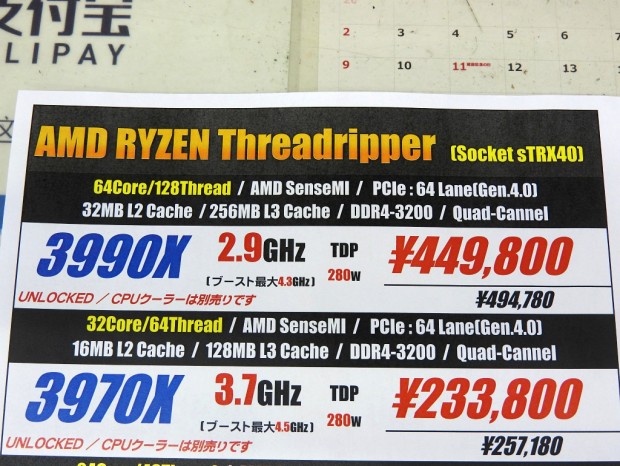 支付宝
LIPAY
2 3 4 5 6 7
9 10 11 12 13
AMD RYZEN Threadripper (Socket sTRX40)
64Core/128Thread / AMD SenseMI / PCIe : 64 Lane(Gen.4.0)
32MB L2 Cache / 256MB L3 Cache / DDR4-3200 / Quad-Cannel
3990X 2.9GHz TDP ¥449,800
(ブースト最大4.3GHz) 280W
UNLOCKED / CPUクーラーは別売りです ¥494,780
32Core/64Thread / AMD SenseMI / PCIe : 64 Lane(Gen.4.0)
16MB L2 Cache / 128MB L3 Cache / DDR4-3200 / Quad-Cannel
3970X 3.7GHz TDP ¥233,800
(ブースト最大4.5GHz) 280W
UNLOCKED / CPUクーラーは別売りです ¥257,180